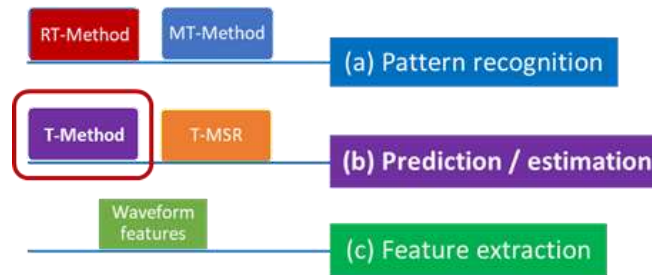 RT-Method MT-Method
(a) Pattern recognition
T-Method T-MSR
(b) Prediction / estimation
Waveform
features
(c) Feature extraction